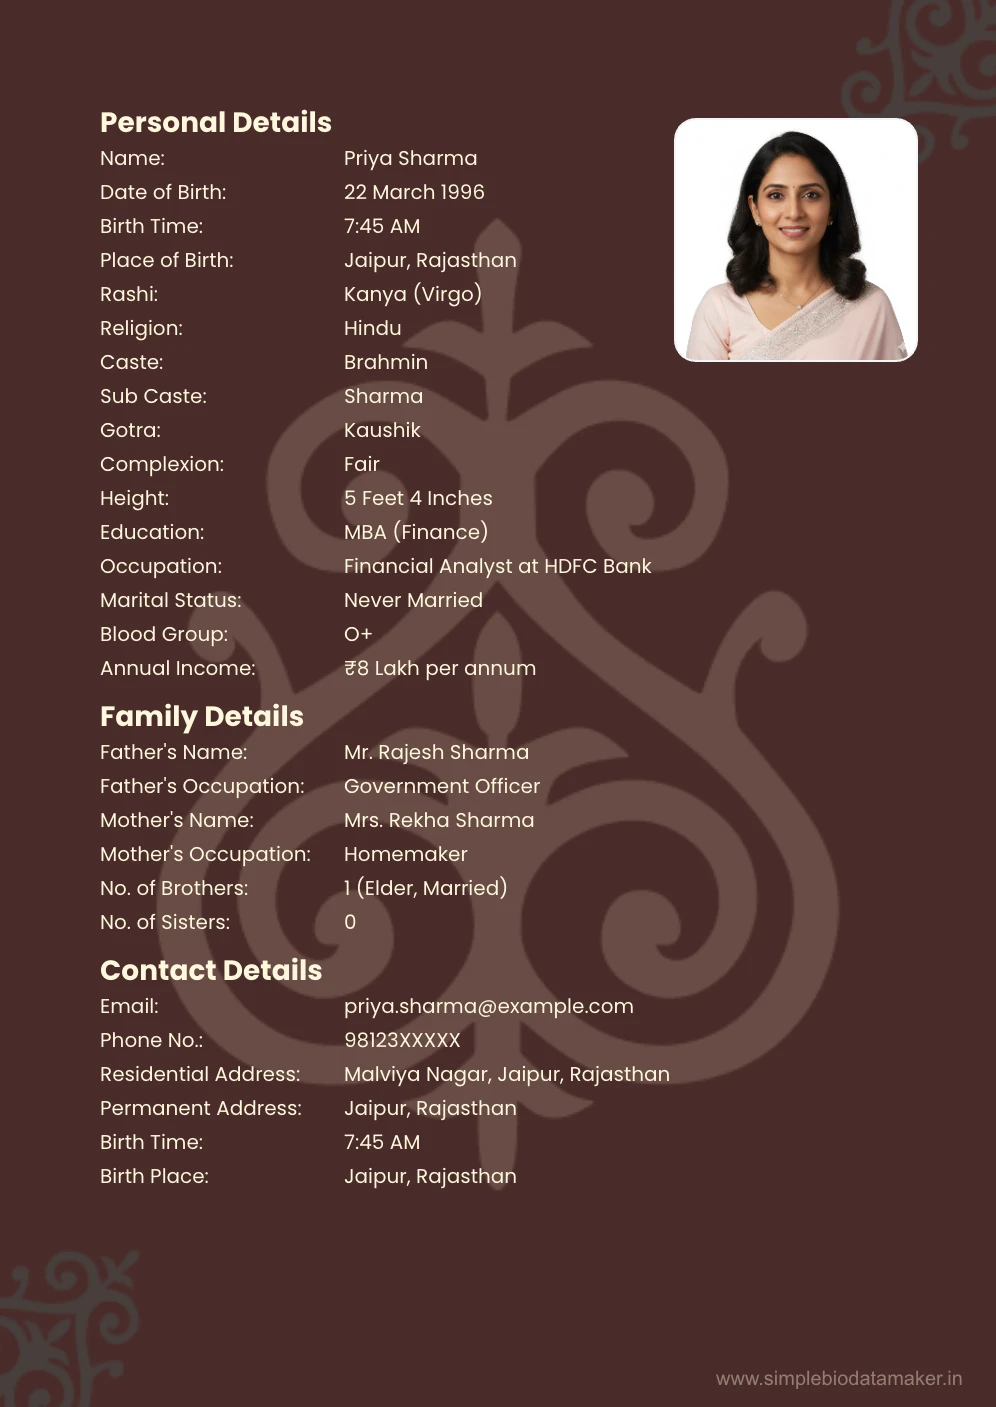 Personal Details
Name: Priya Sharma
Date of Birth: 22 March 1996
Birth Time: 7:45 AM
Place of Birth: Jaipur, Rajasthan
Rashi: Kanya (Virgo)
Religion: Hindu
Caste: Brahmin
Sub Caste: Sharma
Gotra: Kaushik
Complexion: Fair
Height: 5 Feet 4 Inches
Education: MBA (Finance)
Occupation: Financial Analyst at HDFC Bank
Marital Status: Never Married
Blood Group: O+
Annual Income: ₹8 Lakh per annum
Family Details
Father's Name: Mr. Rajesh Sharma
Father's Occupation: Government Officer
Mother's Name: Mrs. Rekha Sharma
Mother's Occupation: Homemaker
No. of Brothers: 1 (Elder, Married)
No. of Sisters: 0
Contact Details
Email: priya.sharma@example.com
Phone No.: 98123XXXXX
Residential Address: Malviya Nagar, Jaipur, Rajasthan
Permanent Address: Jaipur, Rajasthan
Birth Time: 7:45 AM
Birth Place: Jaipur, Rajasthan
www.simplebiodatamaker.in